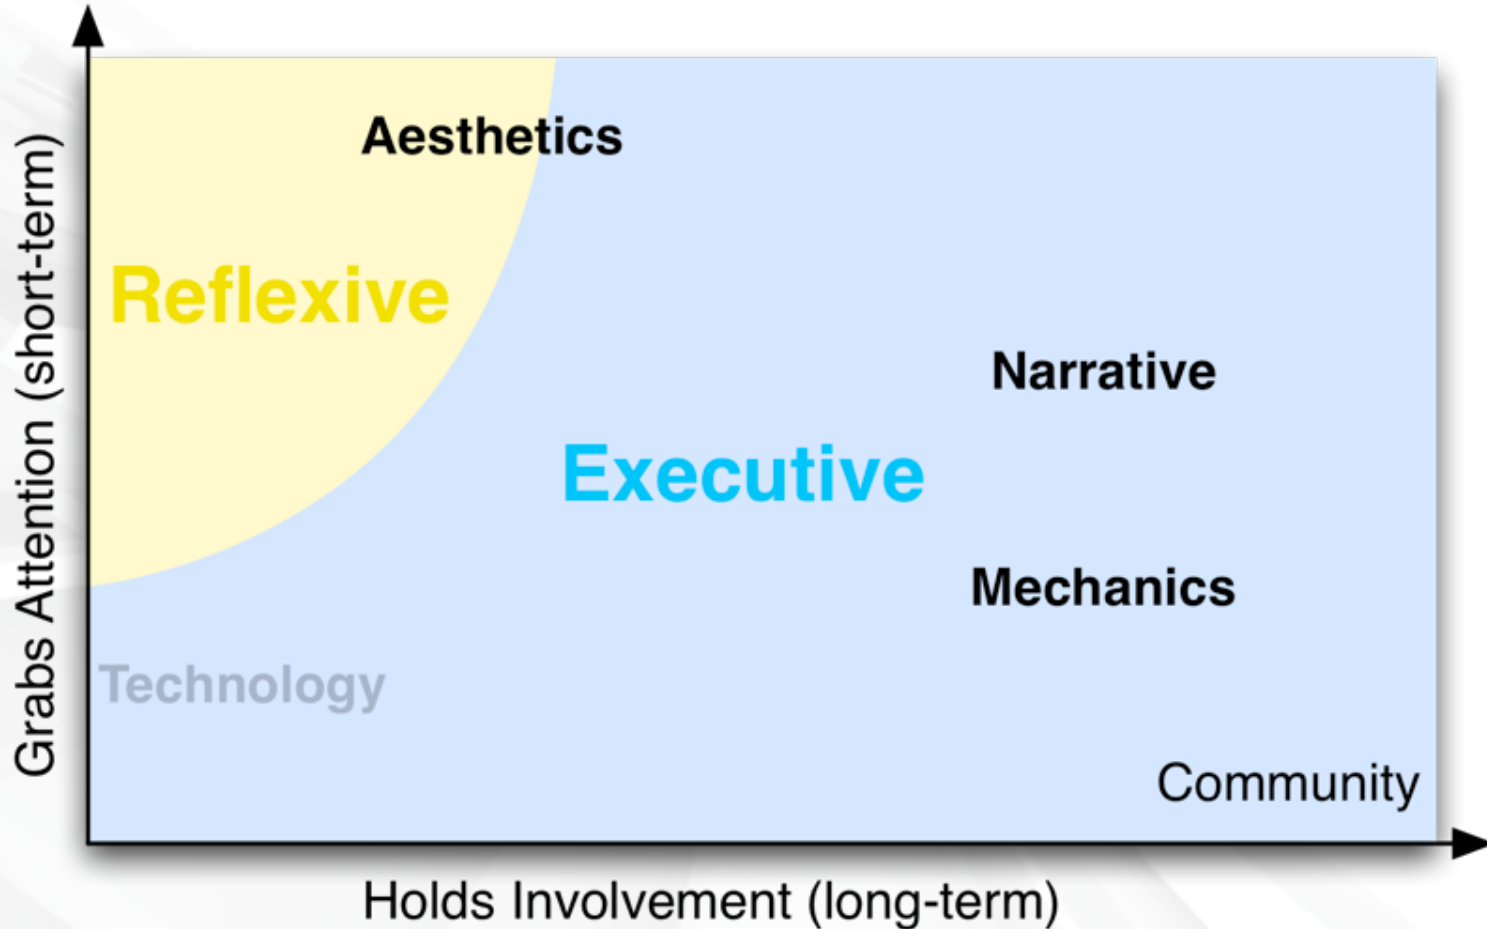 Grabs Attention (short-term)
Aesthetics
Reflexive
Narrative
Executive
Mechanics
Technology
Community
Holds Involvement (long-term)